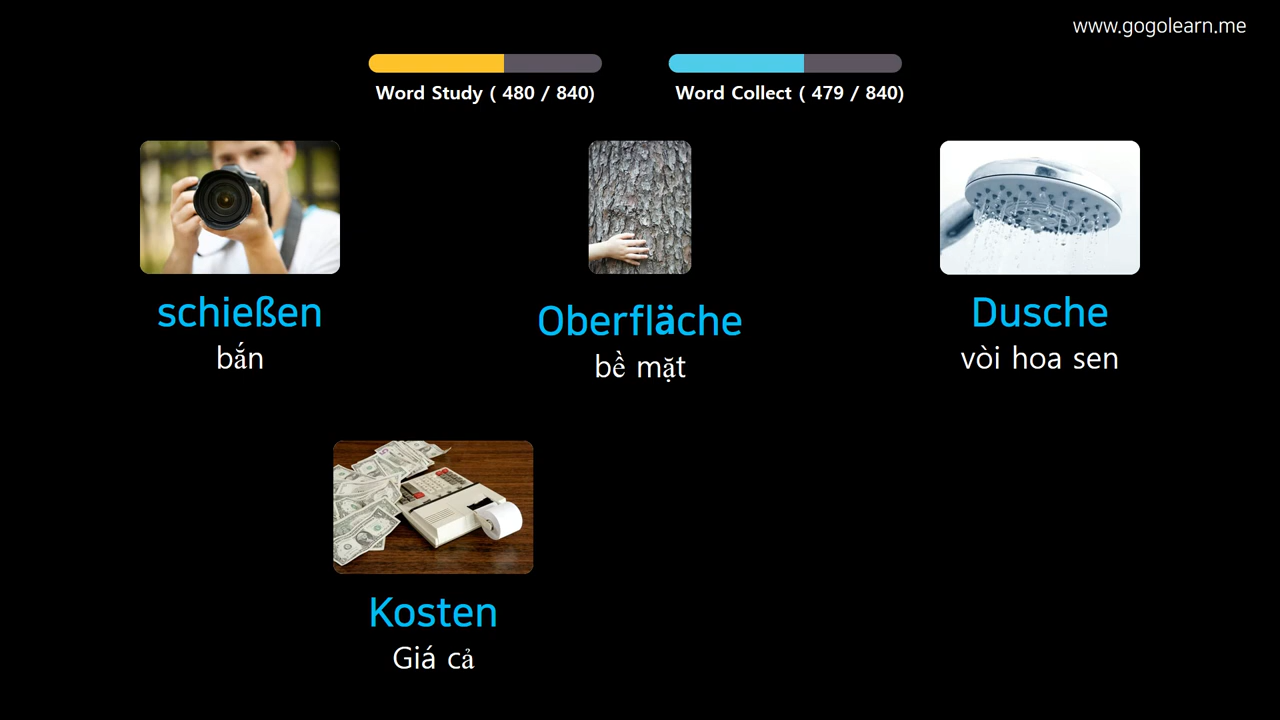 www.gogolearn.me
Word Study ( 480 / 840)
Word Collect ( 479 / 840)
schießen
bắn
Oberfläche
bề mặt
Dusche
vòi hoa sen
Kosten
Giá cả